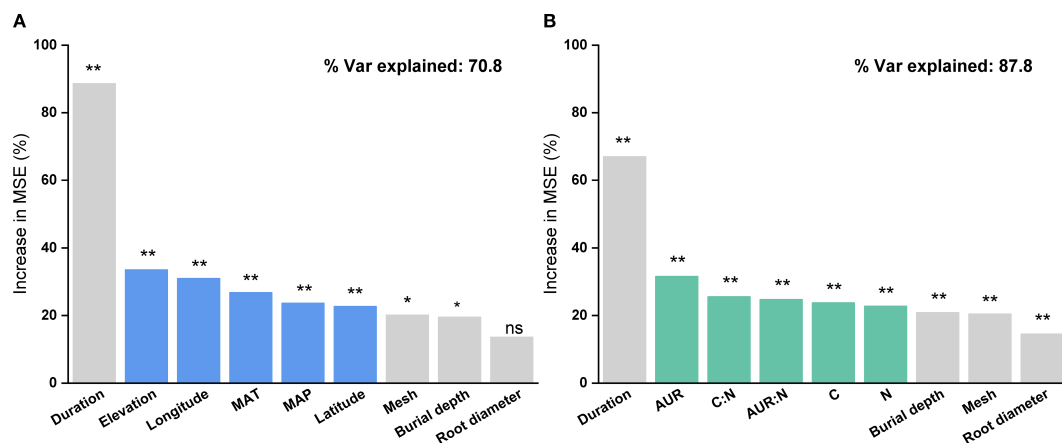 A
% Var explained: 70.8
Increase in MSE (%)
100
80
60
40
20
0
**
**
**
**
**
**
*
*
ns
Duration
Elevation
Longitude
MAT
MAP
Latitude
Mesh
Burial depth
Root diameter
B
% Var explained: 87.8
Increase in MSE (%)
100
80
60
40
20
0
**
**
**
**
**
**
**
**
**
Duration
AUR
C:N
AUR:N
C
N
Burial depth
Mesh
Root diameter